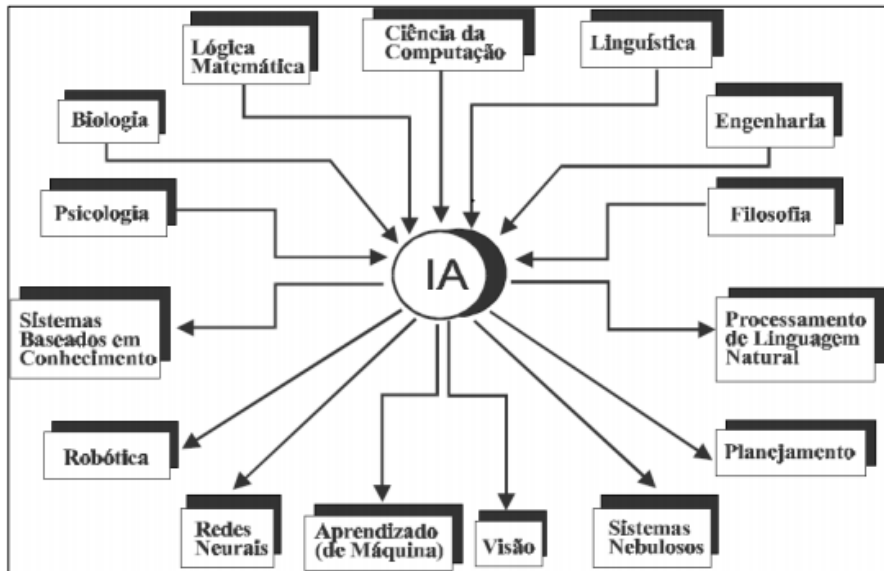 Lógica
Matemática
Ciência da
Computação
Linguística
Biologia
Engenharia
Psicologia
Filosofia
IA
Sistemas
Baseados em
Conhecimento
Processamento
de Linguagem
Natural
Robótica
Planejamento
Redes
Neurais
Aprendizado
(de Máquina)
Visão
Sistemas
Nebulosos